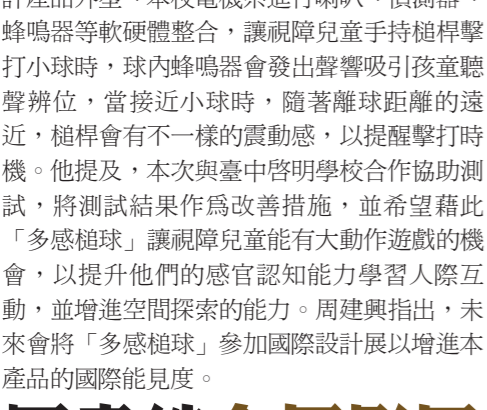 計產品外型、本校電機系進行喇叭、偵測器、
蜂鳴器等軟硬體整合，讓視障兒童手持槌桿擊
打小球時，球內蜂鳴器會發出聲響吸引孩童聽
聲辨位，當接近小球時，隨著離球距離的遠
近，槌桿會有不一樣的震動感，以提醒擊打時
機。他提及，本次與臺中啓明學校合作協助測
試，將測試結果作爲改善措施，並希望藉此
「多感槌球」讓視障兒童能有大動作遊戲的機
會，以提升他們的感官認知能力學習人際互
動，並增進空間探索的能力。周建興指出，未
來會將「多感槌球」參加國際設計展以增進本
產品的國際能見度。